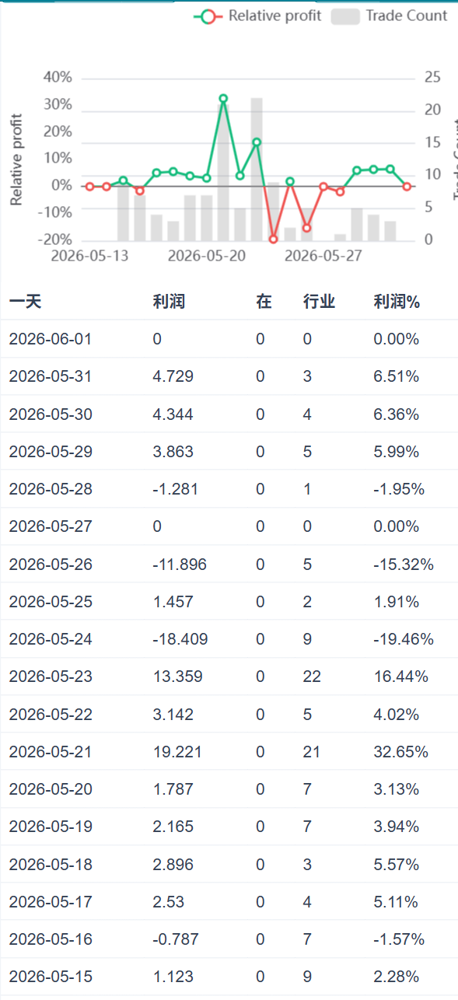 Relative profit Trade Count
40% 25
30% 20
20% 15
10% 10
0% 5
-10% 0
-20%
Relative profit
2026-05-13 2026-05-20 2026-05-27
一天 利润 在 行业 利润%
2026-06-01 0 0 0 0.00%
2026-05-31 4.729 0 3 6.51%
2026-05-30 4.344 0 4 6.36%
2026-05-29 3.863 0 5 5.99%
2026-05-28 -1.281 0 1 -1.95%
2026-05-27 0 0 0 0.00%
2026-05-26 -11.896 0 5 -15.32%
2026-05-25 1.457 0 2 1.91%
2026-05-24 -18.409 0 9 -19.46%
2026-05-23 13.359 0 22 16.44%
2026-05-22 3.142 0 5 4.02%
2026-05-21 19.221 0 21 32.65%
2026-05-20 1.787 0 7 3.13%
2026-05-19 2.165 0 7 3.94%
2026-05-18 2.896 0 3 5.57%
2026-05-17 2.53 0 4 5.11%
2026-05-16 -0.787 0 7 -1.57%
2026-05-15 1.123 0 9 2.28%